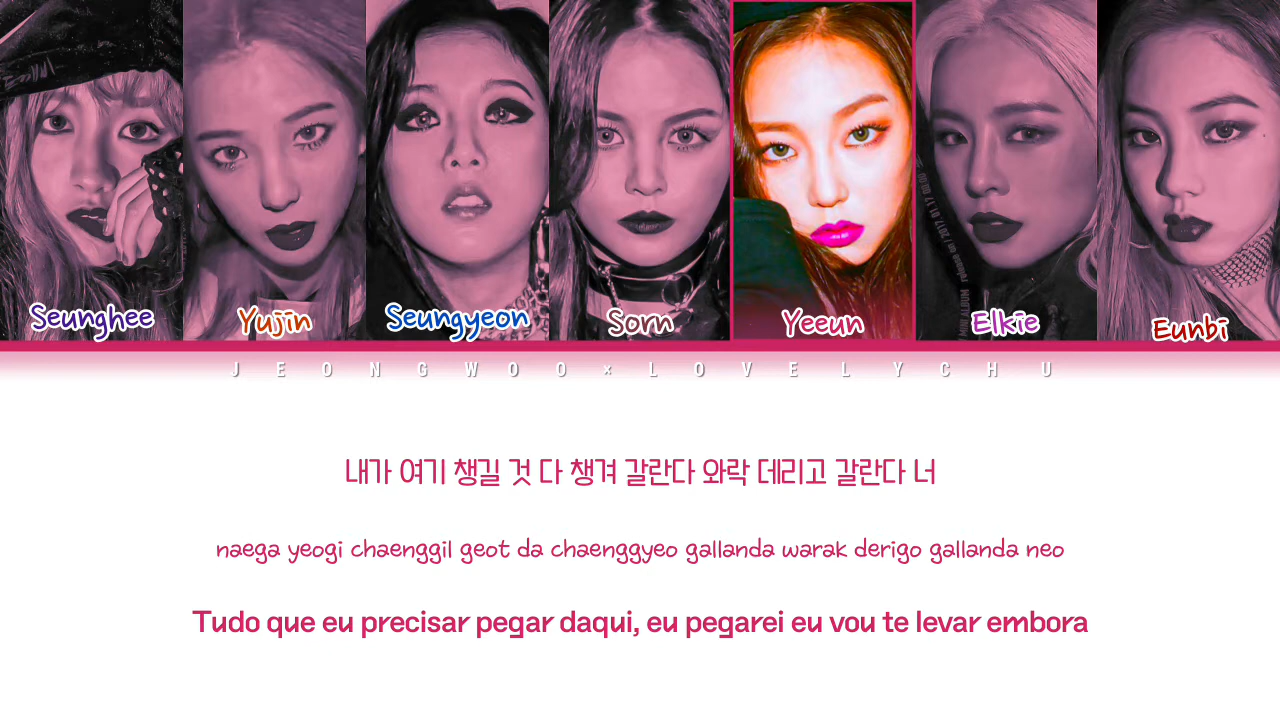 Seunghee
Yujin
Seungyeon
Sorn
Yeeun
Elkie
Eunbi
JEONGWOO×LOVELYCHU
내가 여기 챙길 것 다 챙겨 갈란다 와락 데리고 갈란다 너
naega yeogi chaenggil geot da chaenggyeo gallanda warak derigo gallanda neo
Tudo que eu precisar pegar daqui, eu pegarei eu vou te levar embora